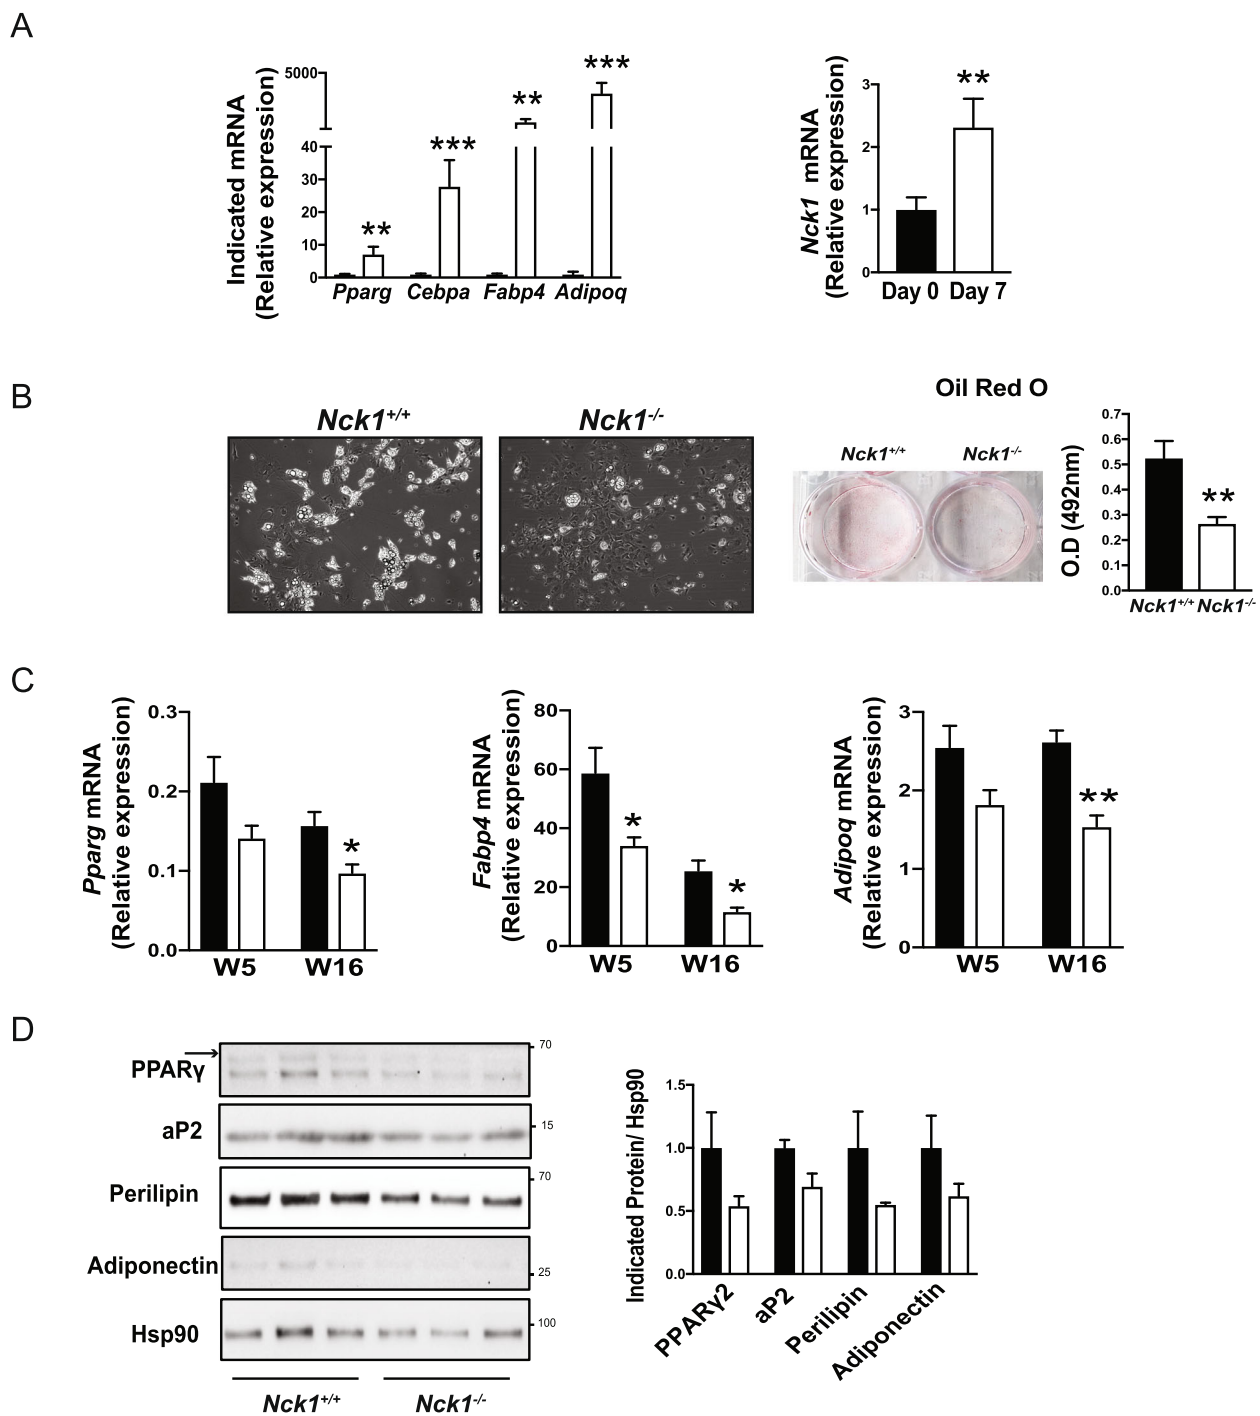 A
Indicated mRNA
(Relative expression)
5000
40
30
20
10
0
**
***
**
***
Pparg Cebpa Fabp4 Adipoq
Nck1 mRNA
(Relative expression)
3
2
1
0
**
Day 0 Day 7
B
Nck1+/+
Nck1-/-
Oil Red O
Nck1+/+
Nck1-/-
O.D (492nm)
0.7
0.6
0.5
0.4
0.3
0.2
0.1
0.0
**
Nck1+/+ Nck1-/-
C
Pparg mRNA
(Relative expression)
0.3
0.2
0.1
0.0
*
W5 W16
Fabp4 mRNA
(Relative expression)
80
60
40
20
0
*
*
W5 W16
Adipoq mRNA
(Relative expression)
3
2
1
0
**
W5 W16
D
PPARγ
70
aP2
15
Perilipin
70
Adiponectin
25
Hsp90
100
Nck1+/+
Nck1-/-
Indicated Protein/ Hsp90
1.5
1.0
0.5
0.0
PPARγ2
aP2
Perilipin
Adiponectin